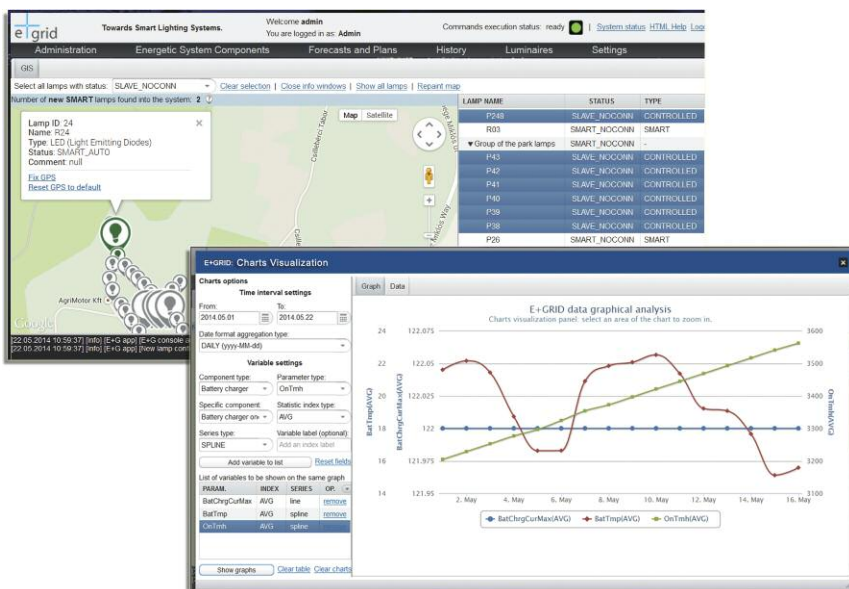 e+grid
Towards Smart Lighting Systems.
Welcome admin
You are logged in as: Admin
Commands execution status: ready
System status HTML Help
Administration Energetic System Components Forecasts and Plans History Luminaires Settings
GIS
Select all lamps with status: SLAVE_NOCONN Clear selection | Close info windows | Show all lamps | Repaint map
Number of new SMART lamps found into the system: 2
Lamp ID: 24
Name: R24
Type: LED (Light Emitting Diodes)
Status: SMART_AUTO
Comment: null
Fix GPS
Reset GPS to default
Map Satellite
Csillebérci Tábor
Miklós Way
AgriMotor Kft
Google
LAMP NAME STATUS TYPE
P249 SLAVE_NOCONN CONTROLLED
R03 SMART_NOCONN SMART
▼Group of the park lamps SMART_NOCONN -
P43 SLAVE_NOCONN CONTROLLED
P42 SLAVE_NOCONN CONTROLLED
P41 SLAVE_NOCONN CONTROLLED
P40 SLAVE_NOCONN CONTROLLED
P39 SLAVE_NOCONN CONTROLLED
P38 SLAVE_NOCONN CONTROLLED
P26 SMART_NOCONN SMART
[22.05.2014 10:59:37] [Info] [E+G app] [E+G console
[22.05.2014 10:59:37] [Info] [E+G app] [New lamp
E+GRID: Charts Visualization
Charts options
Time interval settings
From: To:
2014.05.01 2014.05.22
Date format aggregation type:
DAILY (yyyy-MM-dd)
Variable settings
Component type: Parameter type:
Battery charger OnTmh
Specific component: Statistic index type:
Battery charger AVG
Series type: Variable label (optional):
SPLINE Add an index label
Add variable to list Reset fields
List of variables to be shown on the same graph
PARAM. INDEX SERIES OP.
BatChrgCurMax AVG line remove
BatTmp AVG spline remove
OnTmh AVG spline remove
Show graphs Clear table Clear charts
Graph Data
E+GRID data graphical analysis
Charts visualization panel: select an area of the chart to zoom in.
24 122.075 3600
22 122.05 3500
20 122.025 3400
18 122 3300
16 121.975 3200
14 121.95 3100
BatTmp(AVG)
BatChrgCurMax(AVG)
OnTmh(AVG)
2. May 4. May 6. May 8. May 10. May 12. May 14. May 16. May
BatChrgCurMax(AVG) BatTmp(AVG) OnTmh(AVG)